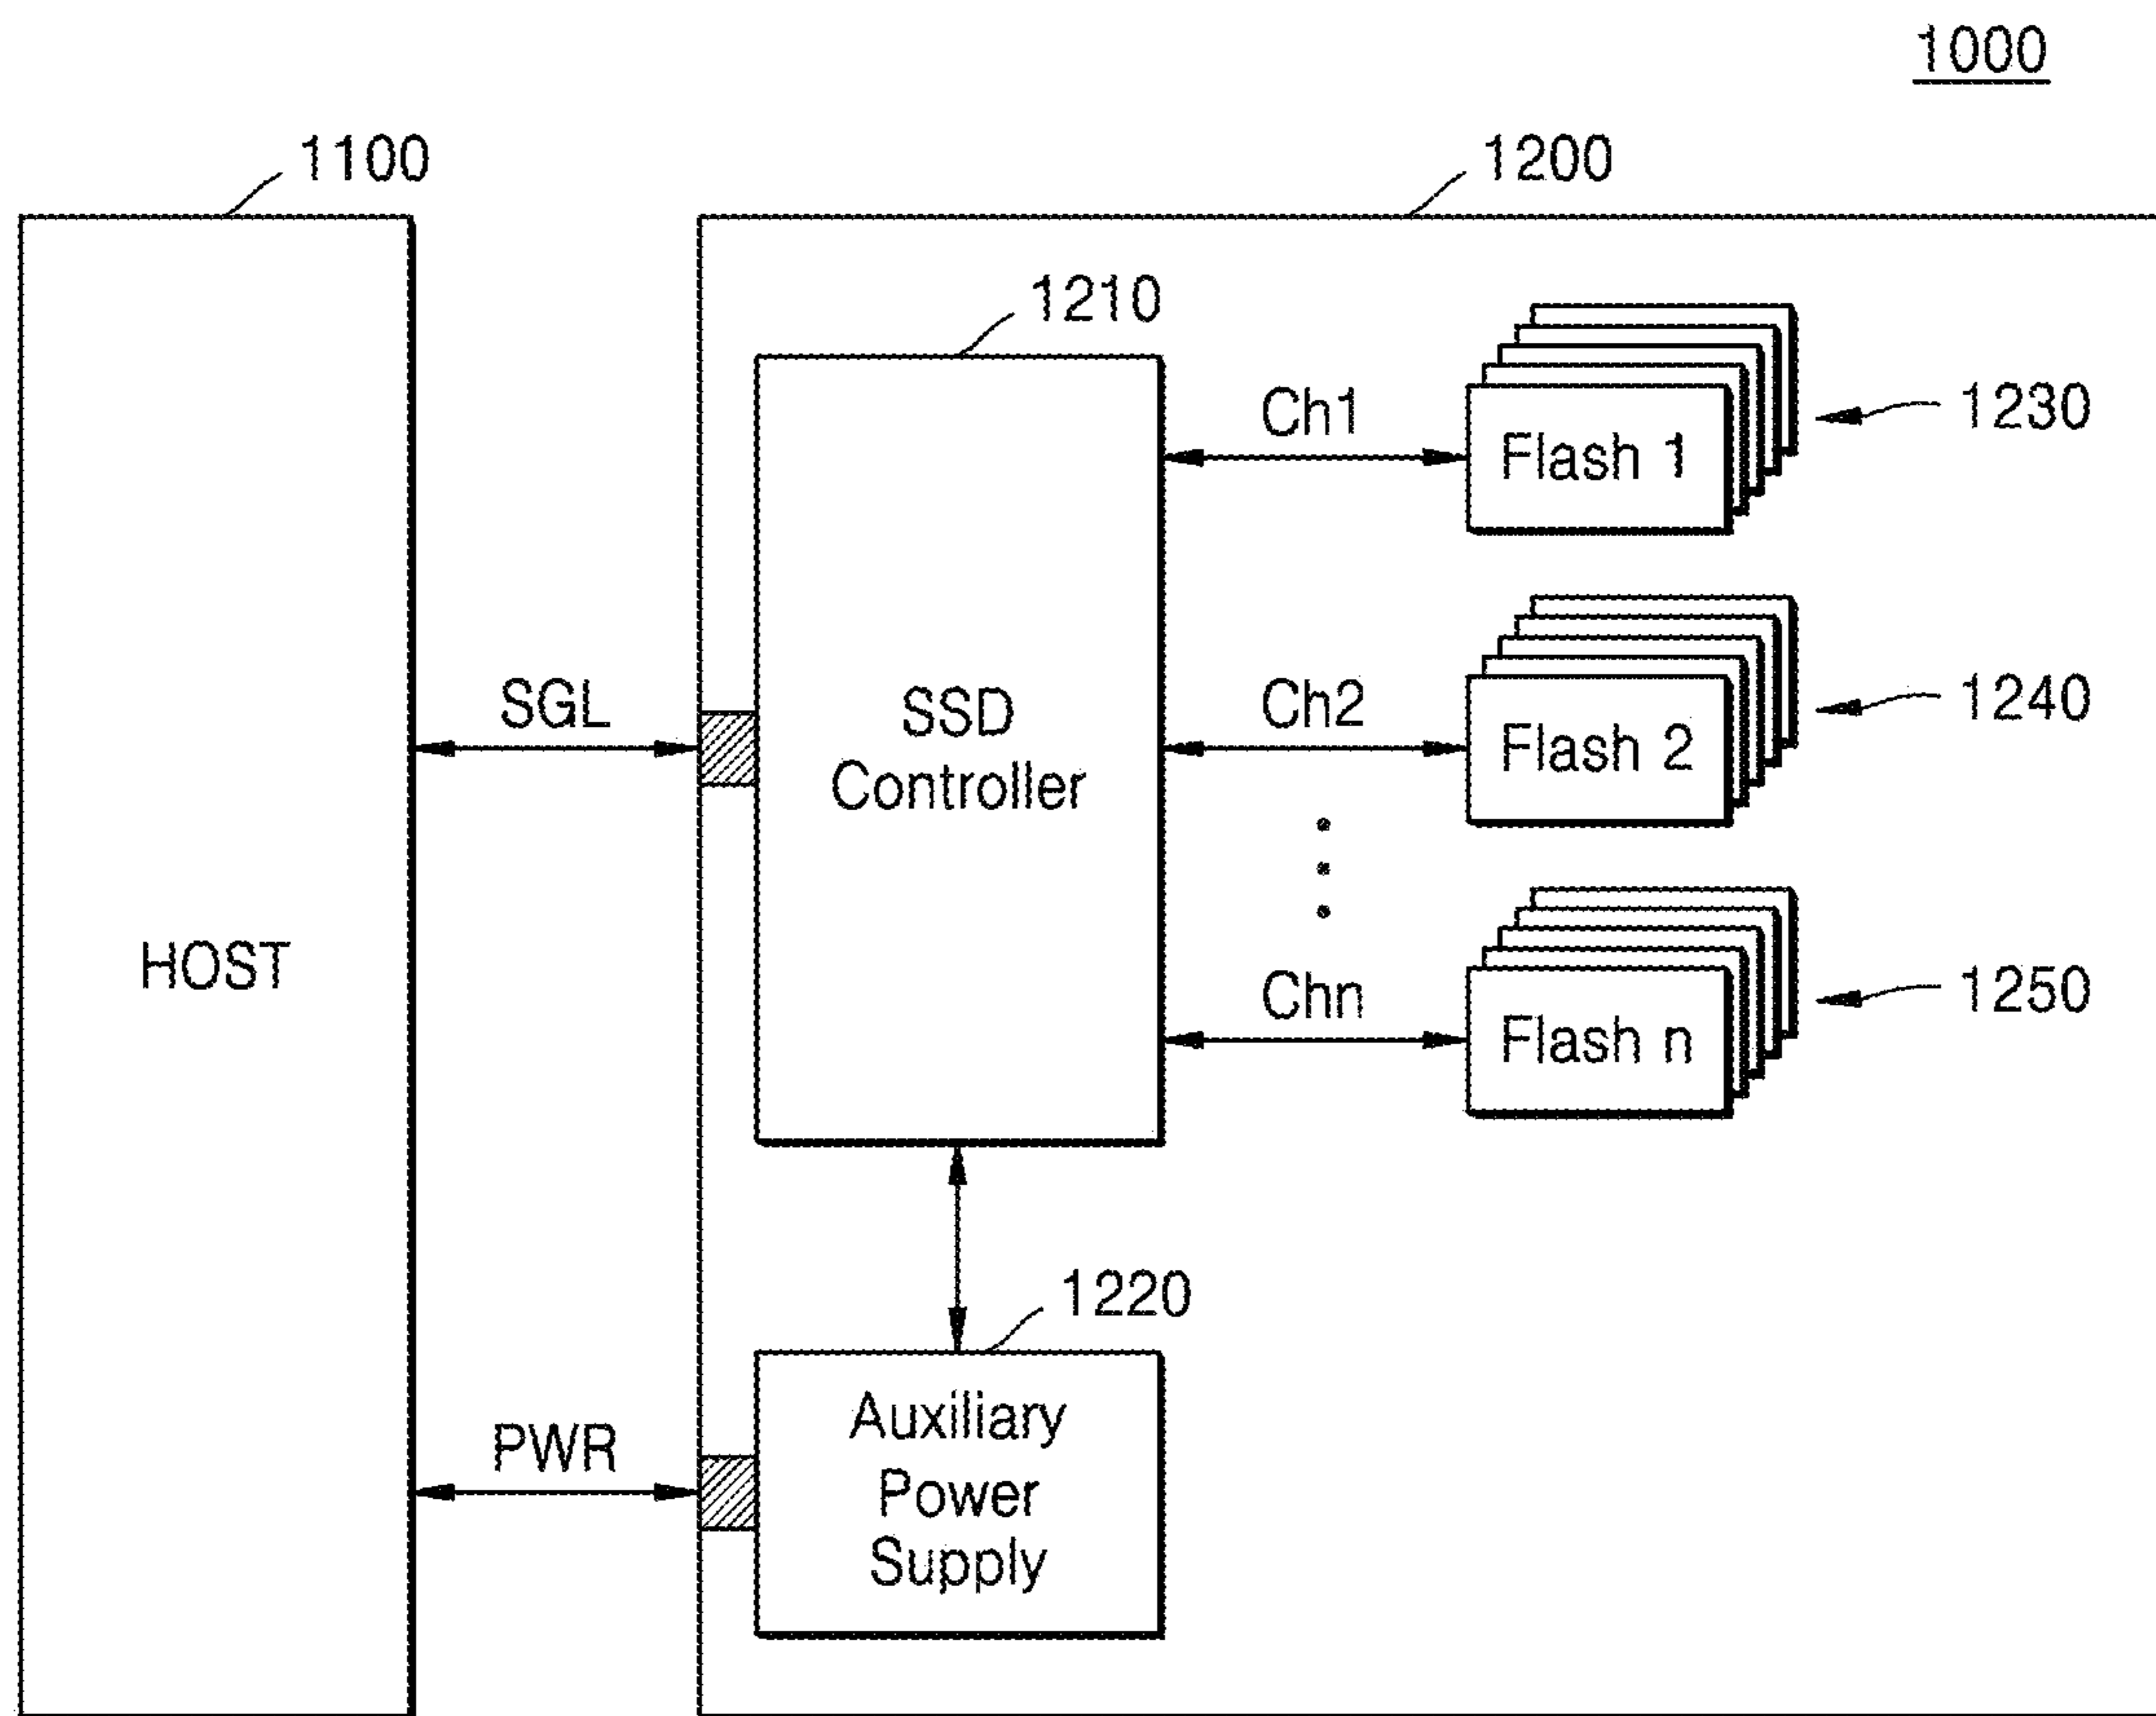 1000
1100
1200
1210
Ch1
Flash 1
1230
SGL
SSD
Controller
Ch2
Flash 2
1240
HOST
Chn
Flash n
1250
1220
PWR
Auxiliary
Power
Supply